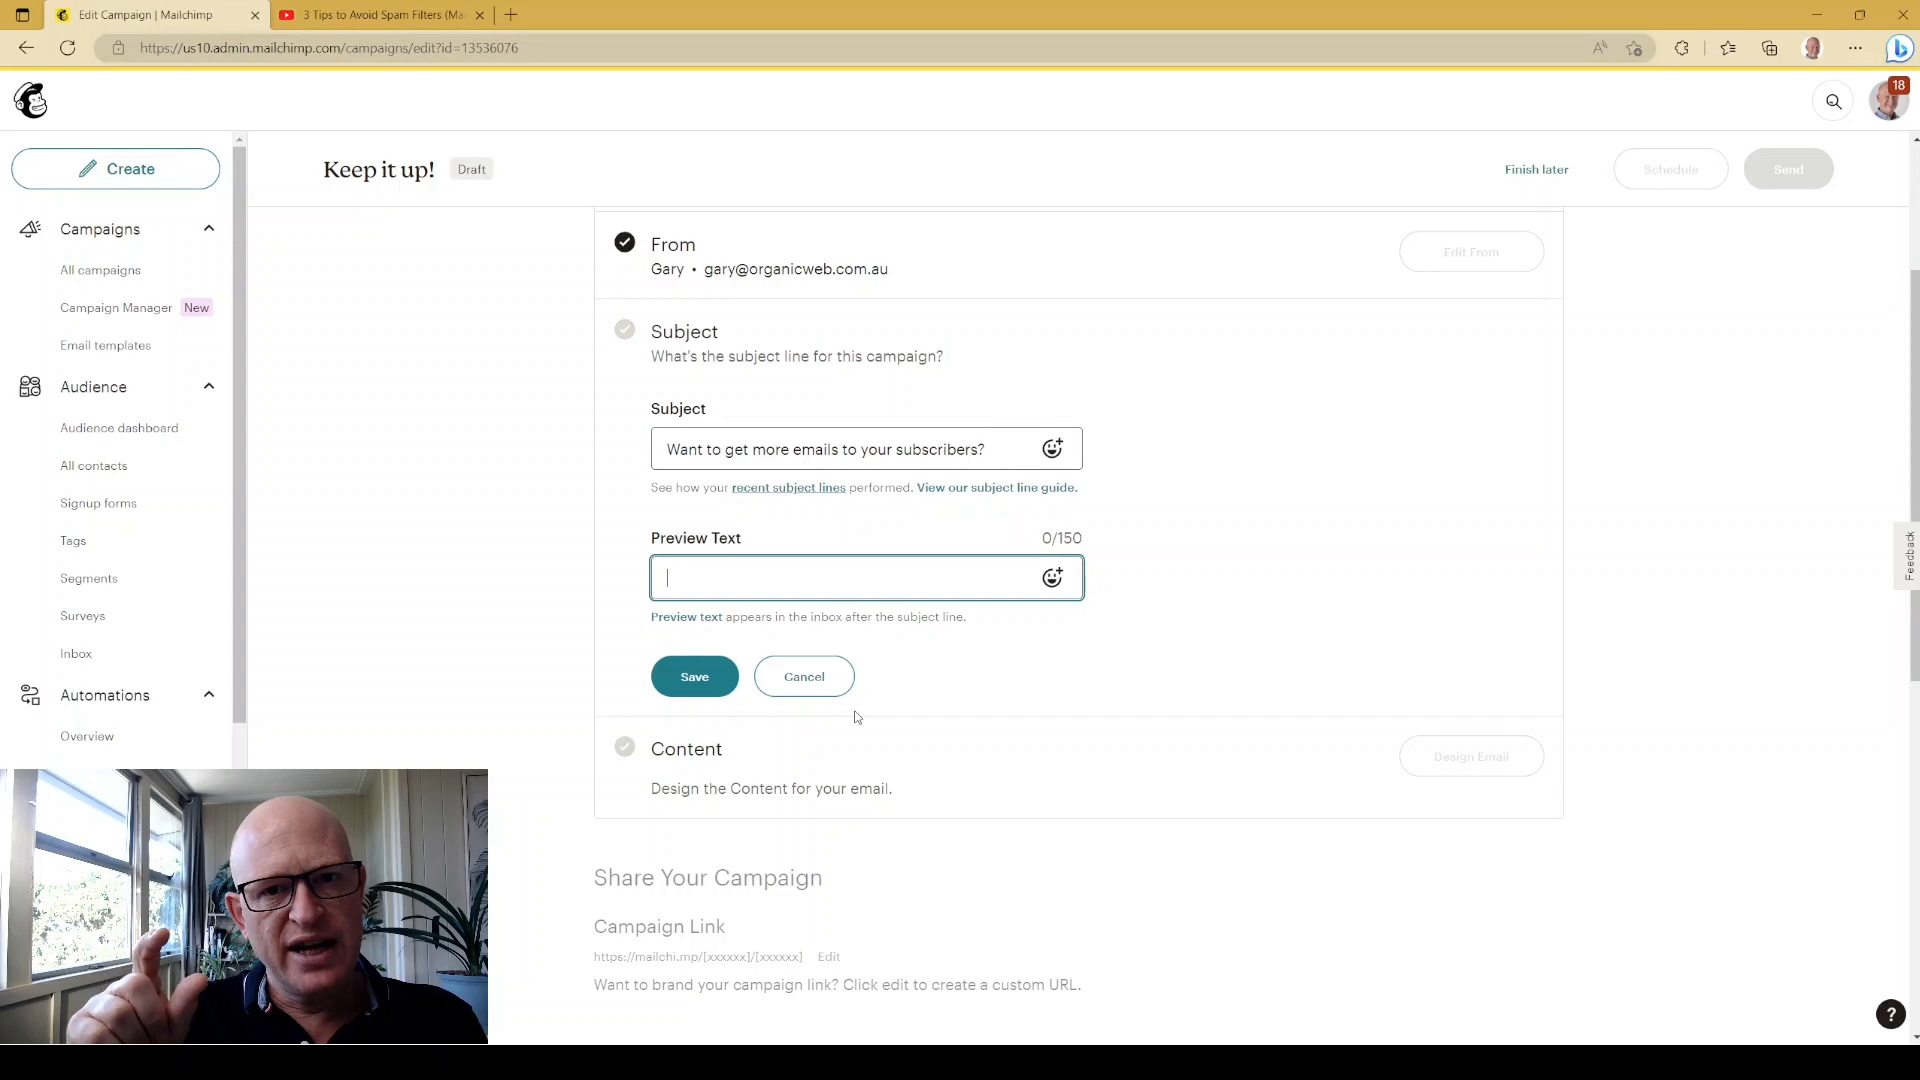 Edit Campaign | Mailchimp
3 Tips to Avoid Spam Filters (Ma
https://us10.admin.mailchimp.com/campaigns/edit?id=13536076
18
Create
Keep it up!
Draft
Finish later
Schedule
Send
Campaigns
All campaigns
Campaign Manager New
Email templates
Audience
Audience dashboard
All contacts
Signup forms
Tags
Segments
Surveys
Inbox
Automations
Overview
From
Gary • gary@organicweb.com.au
Edit From
Subject
What's the subject line for this campaign?
Subject
Want to get more emails to your subscribers?
See how your recent subject lines performed. View our subject line guide.
Preview Text
0/150
Preview text appears in the inbox after the subject line.
Save
Cancel
Content
Design the Content for your email.
Design Email
Share Your Campaign
Campaign Link
https://mailchi.mp/[xxxxxx]/[xxxxxx] Edit
Want to brand your campaign link? Click edit to create a custom URL.
Feedback
?